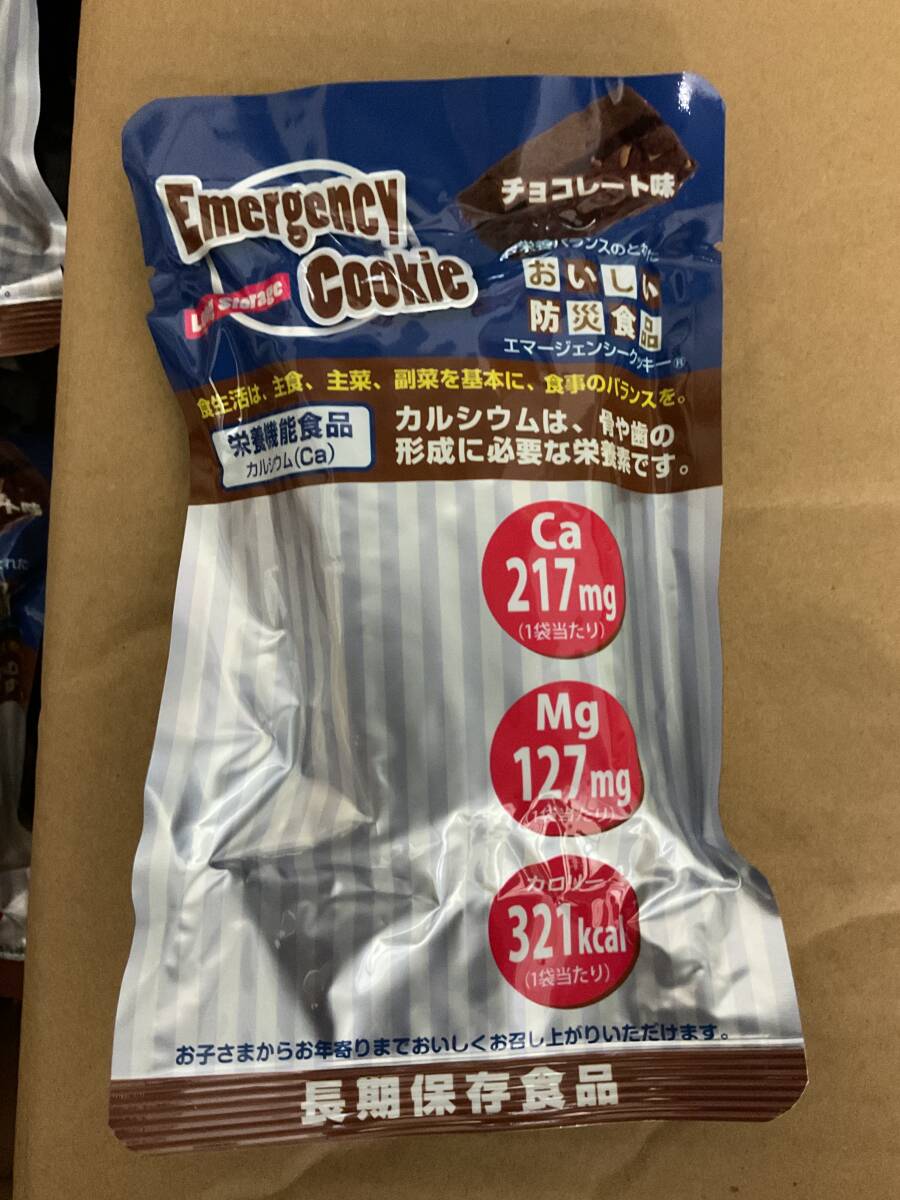 Emergency
Cookie
Long Storage
チョコレート味
栄養バランスのとれた
おいしい
防災食品
エマージェンシークッキー®
食生活は、主食、主菜、副菜を基本に、食事のバランスを。
栄養機能食品
カルシウム(Ca)
カルシウムは、骨や歯の
形成に必要な栄養素です。
Ca
217mg
(1袋当たり)
Mg
127mg
(1袋当たり)
カロリー
321kcal
(1袋当たり)
お子さまからお年寄りまでおいしくお召し上がりいただけます。
長期保存食品